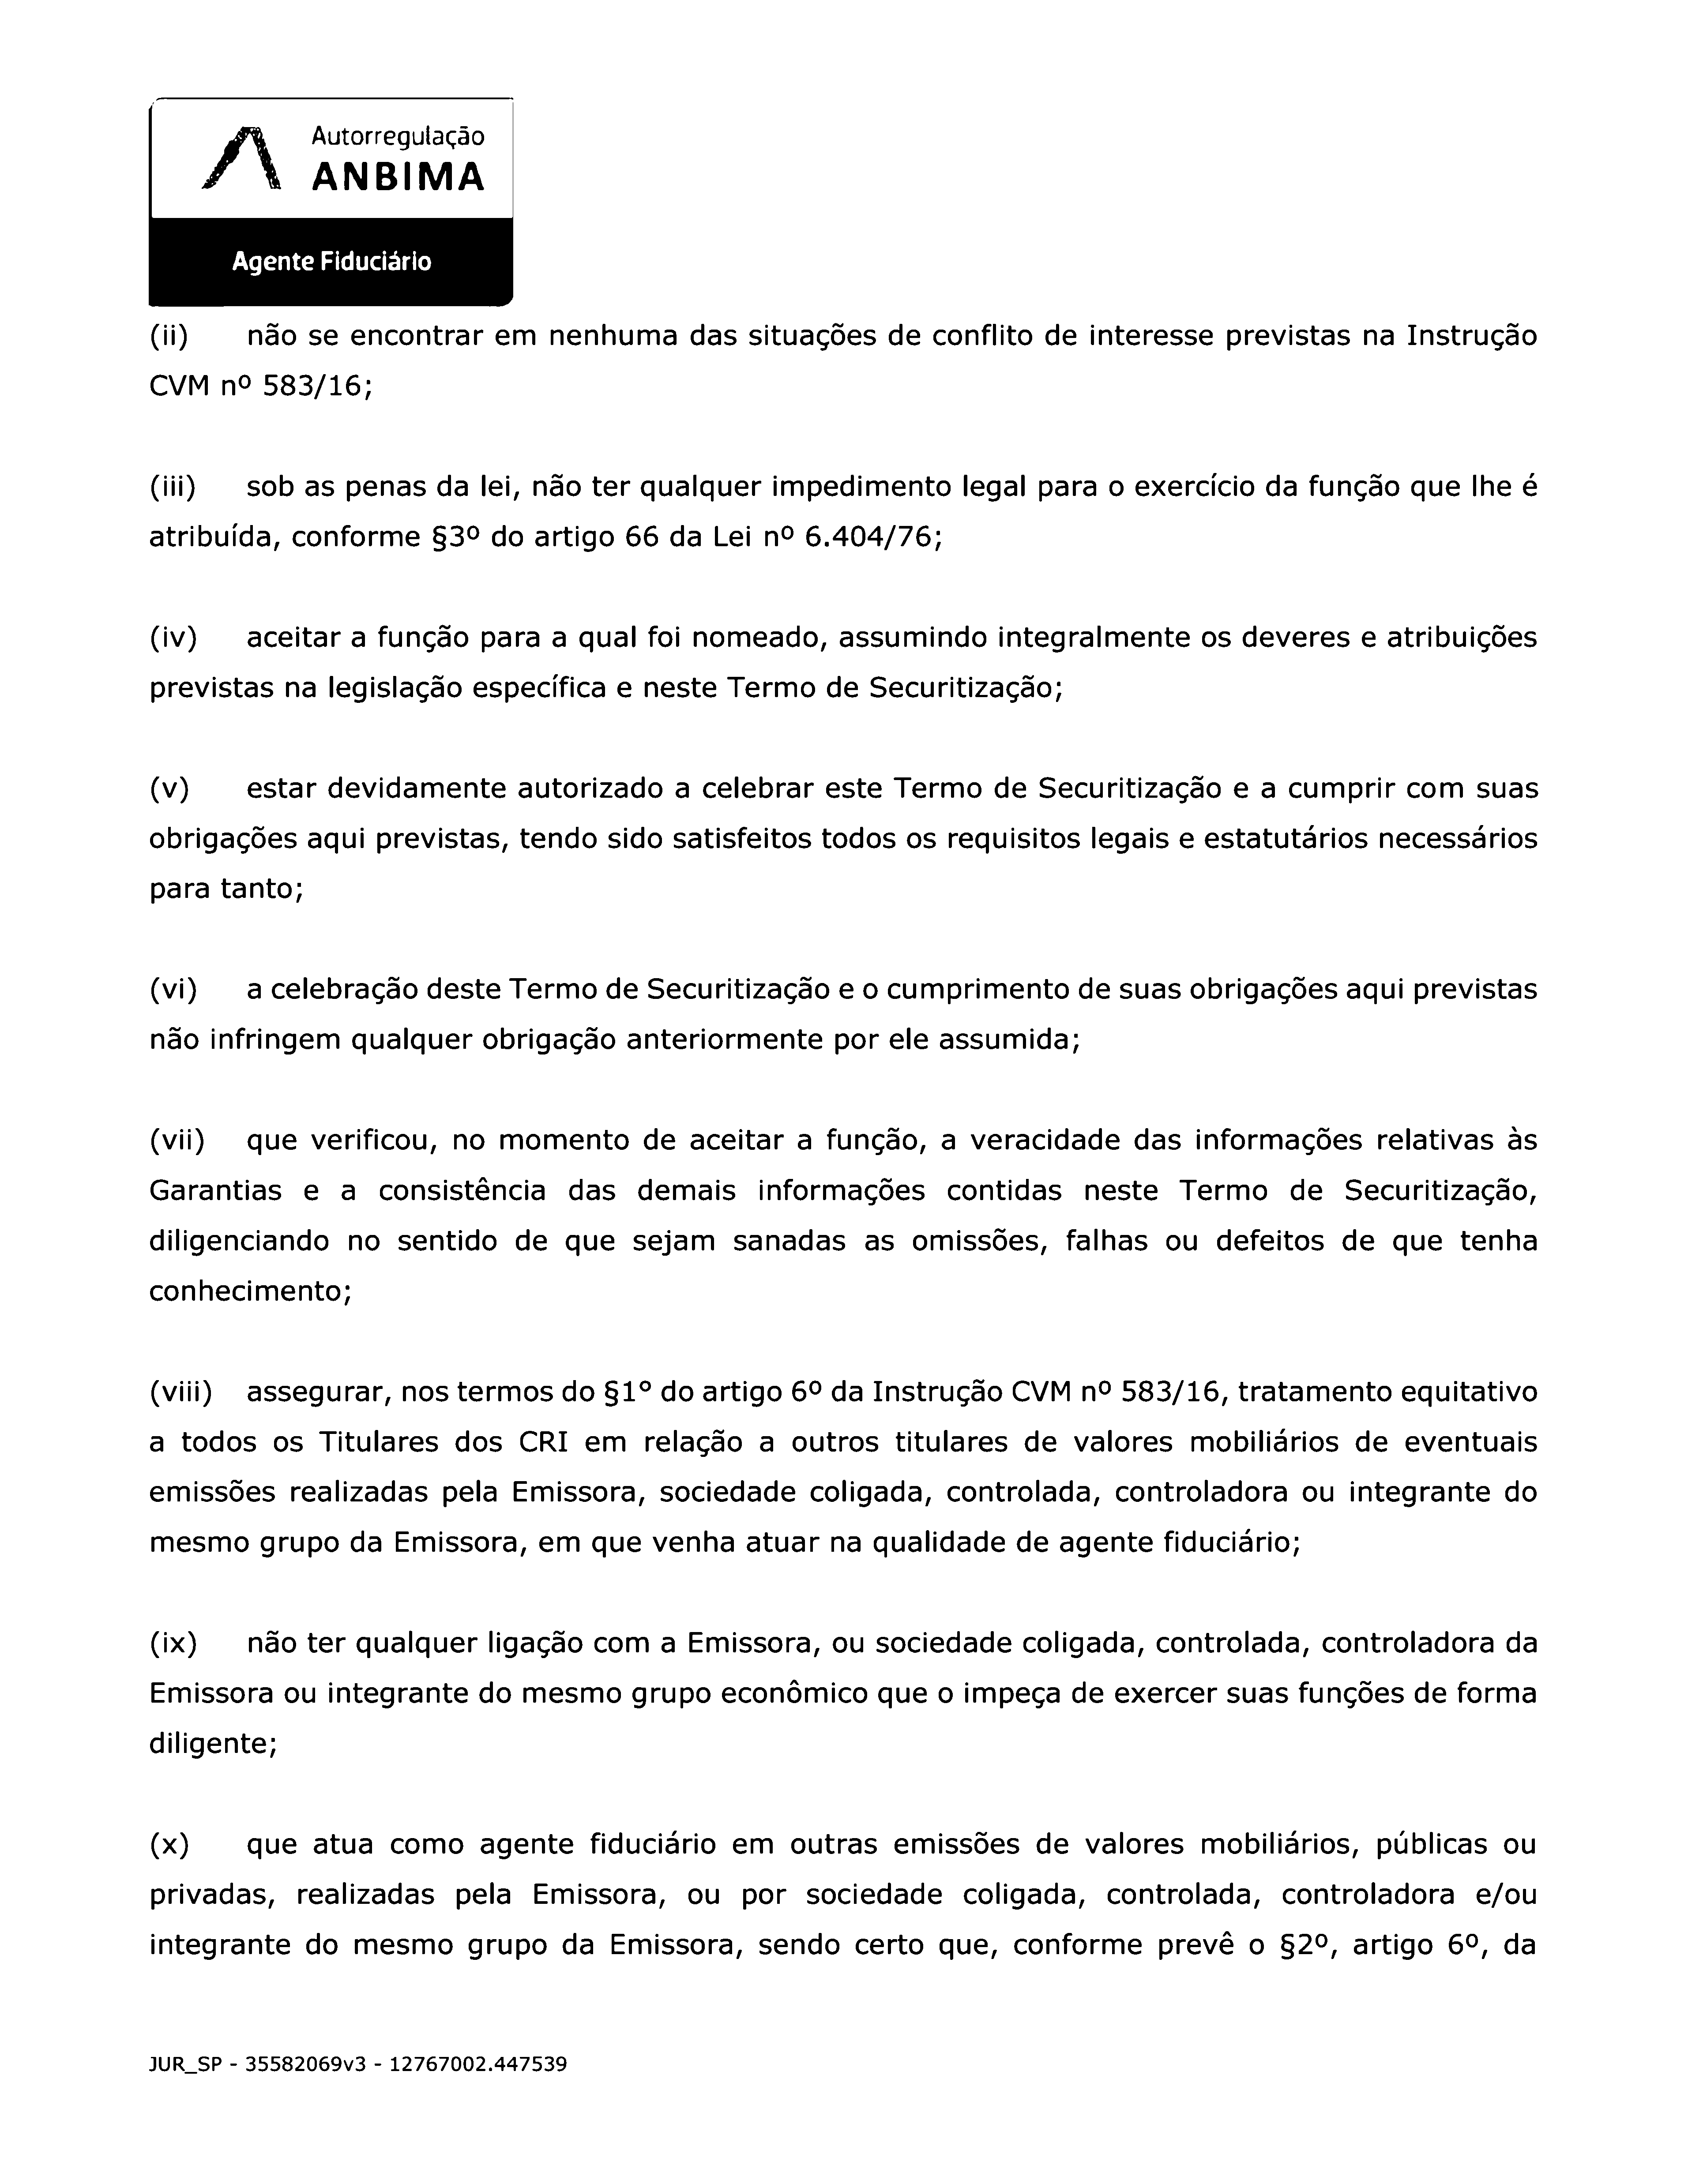 Autorregulação
ANBIMA
Agente Fiduciário
(ii) não se encontrar em nenhuma das situações de conflito de interesse previstas na Instrução
CVM nº 583/16;
(iii) sob as penas da lei, não ter qualquer impedimento legal para o exercício da função que lhe é
atribuída, conforme §3º do artigo 66 da Lei nº 6.404/76;
(iv) aceitar a função para a qual foi nomeado, assumindo integralmente os deveres e atribuições
previstas na legislação específica e neste Termo de Securitização;
(v) estar devidamente autorizado a celebrar este Termo de Securitização e a cumprir com suas
obrigações aqui previstas, tendo sido satisfeitos todos os requisitos legais e estatutários necessários
para tanto;
(vi) a celebração deste Termo de Securitização e o cumprimento de suas obrigações aqui previstas
não infringem qualquer obrigação anteriormente por ele assumida;
(vii) que verificou, no momento de aceitar a função, a veracidade das informações relativas às
Garantias e a consistência das demais informações contidas neste Termo de Securitização,
diligenciando no sentido de que sejam sanadas as omissões, falhas ou defeitos de que tenha
conhecimento;
(viii) assegurar, nos termos do §1° do artigo 6º da Instrução CVM nº 583/16, tratamento equitativo
a todos os Titulares dos CRI em relação a outros titulares de valores mobiliários de eventuais
emissões realizadas pela Emissora, sociedade coligada, controlada, controladora ou integrante do
mesmo grupo da Emissora, em que venha atuar na qualidade de agente fiduciário;
(ix) não ter qualquer ligação com a Emissora, ou sociedade coligada, controlada, controladora da
Emissora ou integrante do mesmo grupo econômico que o impeça de exercer suas funções de forma
diligente;
(x) que atua como agente fiduciário em outras emissões de valores mobiliários, públicas ou
privadas, realizadas pela Emissora, ou por sociedade coligada, controlada, controladora e/ou
integrante do mesmo grupo da Emissora, sendo certo que, conforme prevê o §2º, artigo 6º, da
JUR_SP - 35582069v3 - 12767002.447539